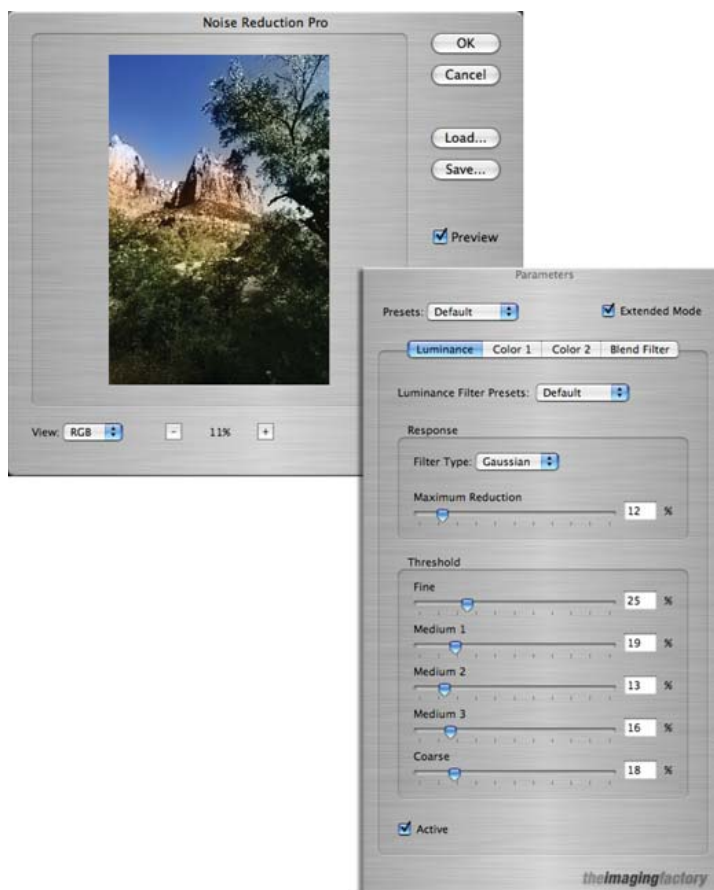 Noise Reduction Pro
OK
Cancel
Load...
Save...
Preview
View: RGB - 11% +
Parameters
Presets: Default Extended Mode
Luminance Color 1 Color 2 Blend Filter
Luminance Filter Presets: Default
Response
Filter Type: Gaussian
Maximum Reduction
12 %
Threshold
Fine
25 %
Medium 1
19 %
Medium 2
13 %
Medium 3
16 %
Coarse
18 %
Active
theimagingfactory